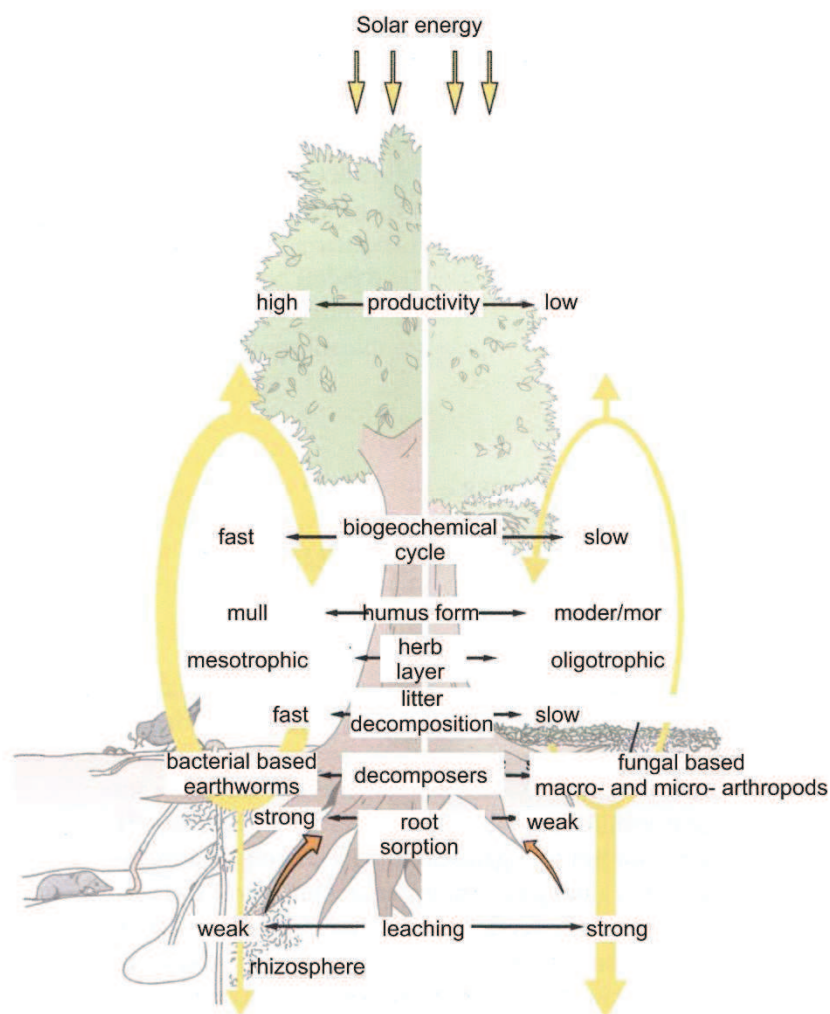 Solar energy
high productivity low
fast biogeochemical cycle slow
mull humus form moder/mor
mesotrophic herb layer oligotrophic
fast litter decomposition slow
bacterial based earthworms decomposers fungal based macro- and micro- arthropods
strong root sorption weak
weak leaching strong
rhizosphere